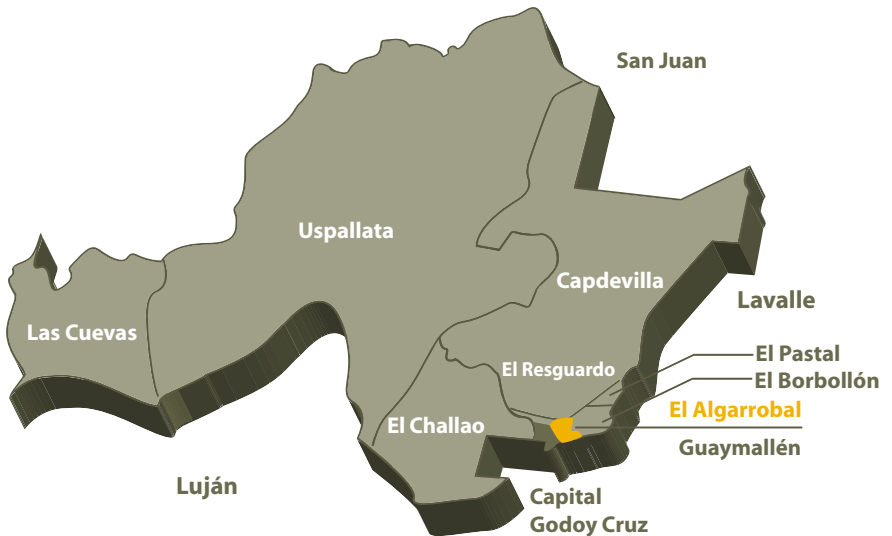 San Juan
Uspallata
Capdevilla
Lavalle
Las Cuevas
El Pastal
El Resguardo
El Borbollón
El Algarrobal
El Challao
Guaymallén
Luján
Capital
Godoy Cruz